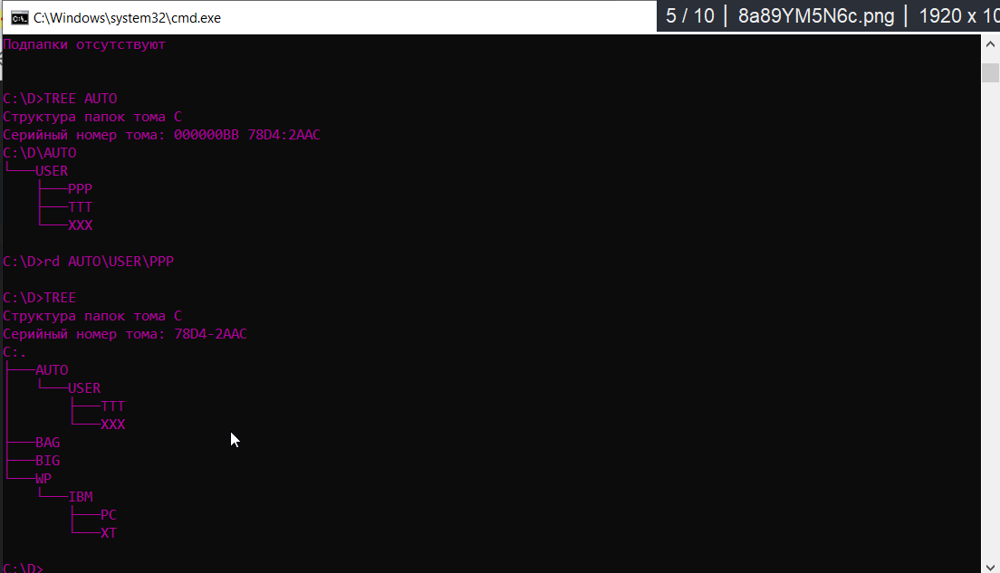 C:\Windows\system32\cmd.exe
5 / 10 | 8a89YM5N6c.png | 1920 x 10
Подпапки отсутствуют
C:\D>TREE AUTO
Структура папок тома C
Серийный номер тома: 000000BB 78D4:2AAC
C:\D\AUTO
└───USER
    ├───PPP
    ├───TTT
    └───XXX
C:\D>rd AUTO\USER\PPP
C:\D>TREE
Структура папок тома C
Серийный номер тома: 78D4-2AAC
C:.
├───AUTO
│   └───USER
│       ├───TTT
│       └───XXX
├───BAG
├───BIG
└───WP
    └───IBM
        ├───PC
        └───XT
C:\D>